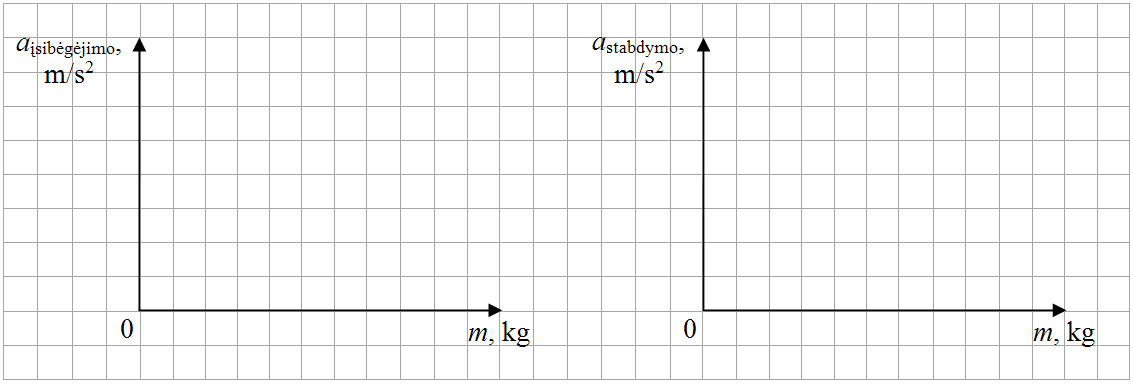 aįsibėgėjimo,
m/s²
0
m, kg
astabdymo,
m/s²
0
m, kg